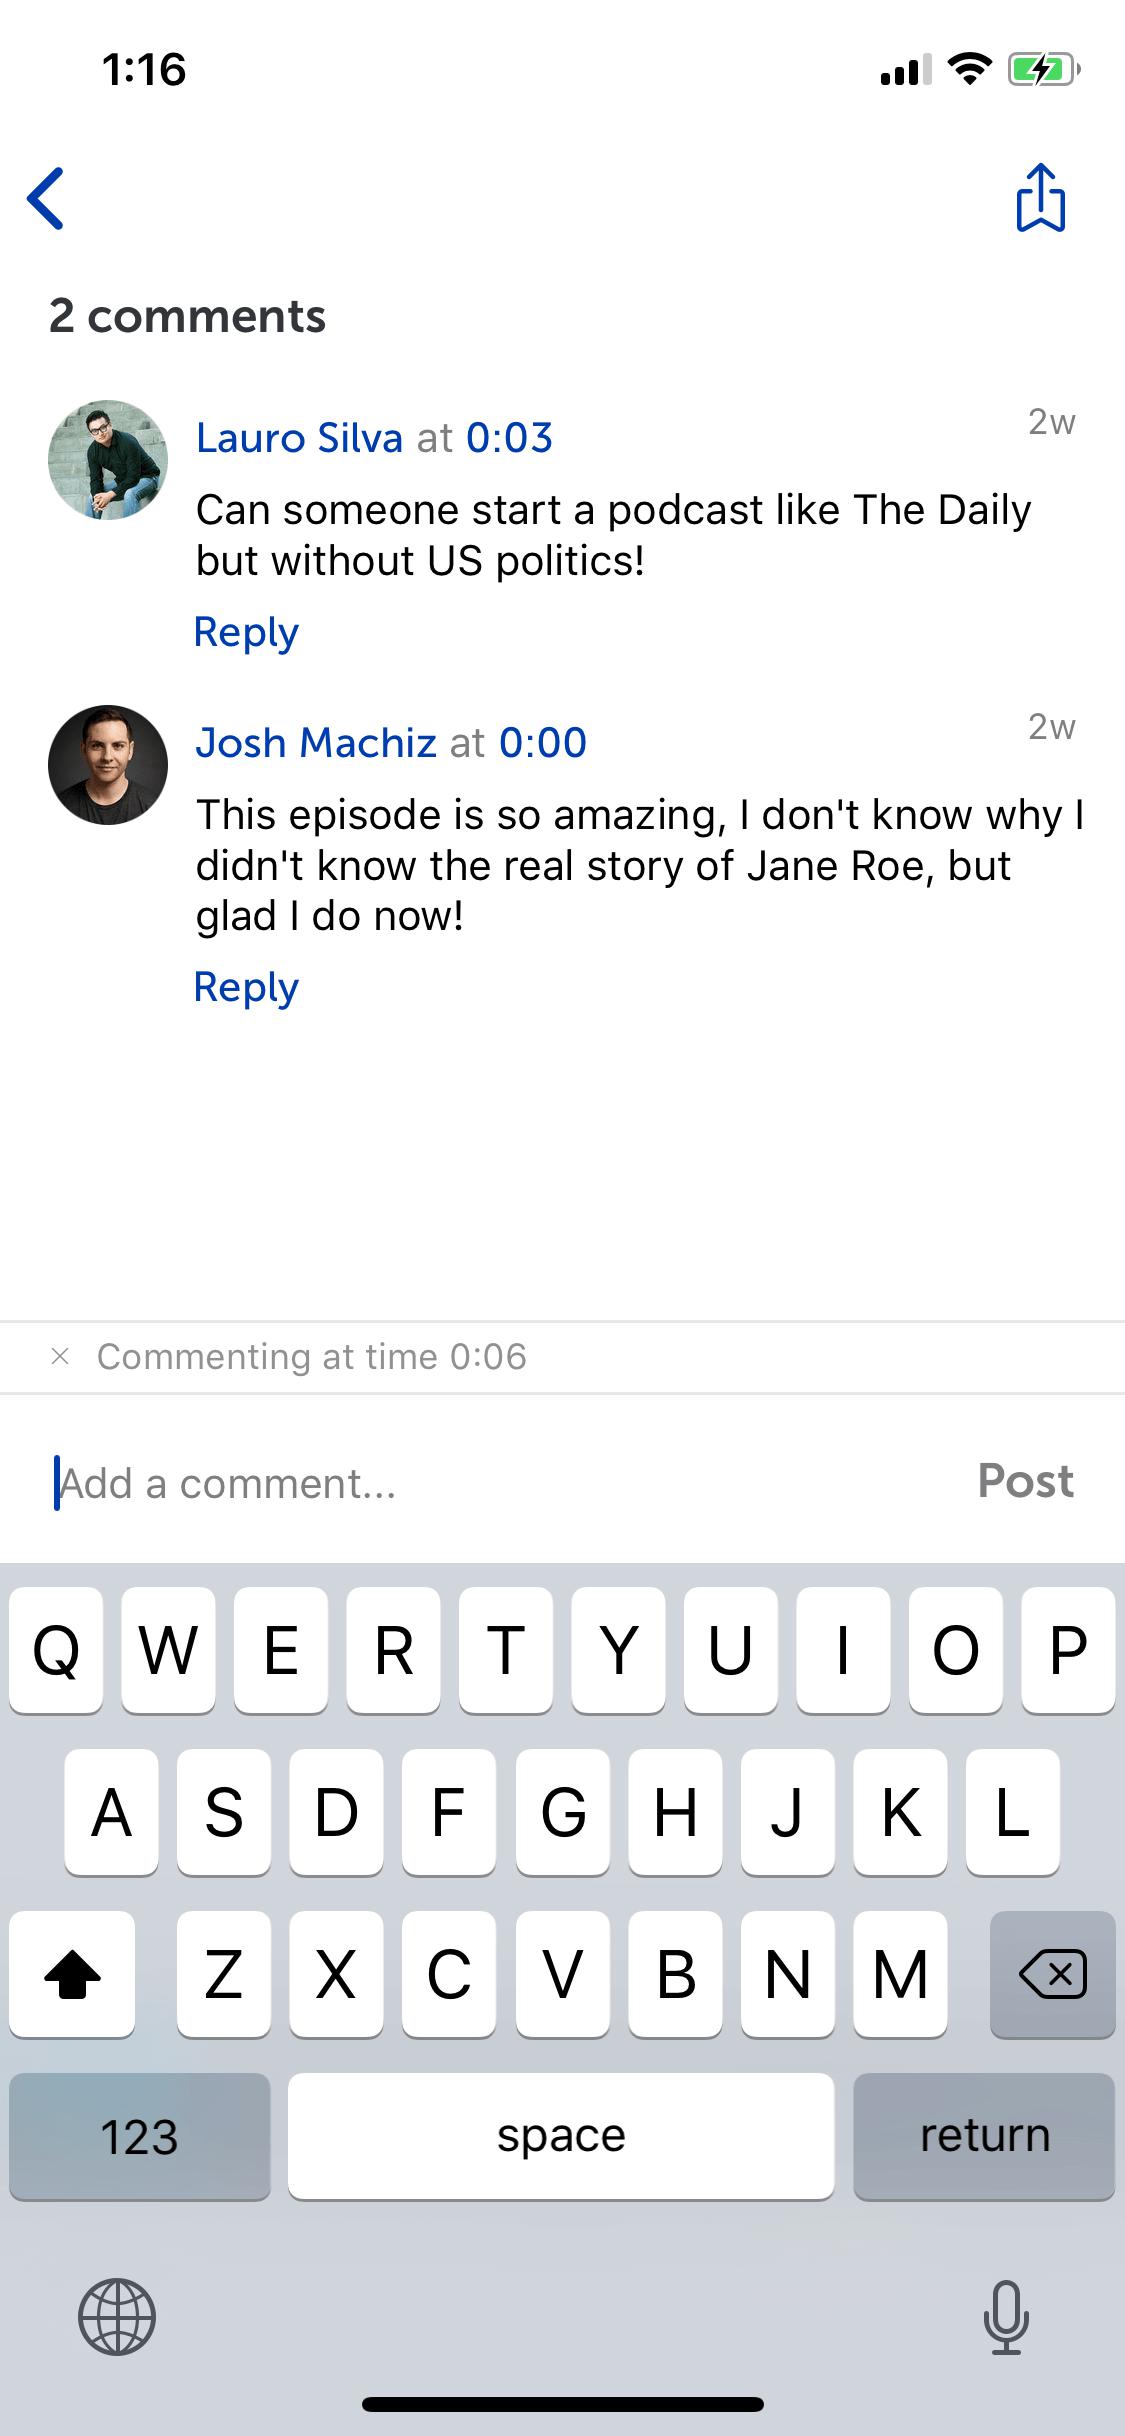 1:16
2 comments
Lauro Silva at 0:03
2w
Can someone start a podcast like The Daily
but without US politics!
Reply
Josh Machiz at 0:00
2w
This episode is so amazing, I don't know why I
didn't know the real story of Jane Roe, but
glad I do now!
Reply
Commenting at time 0:06
Add a comment...
Post
Q W E R T Y U I O P
A S D F G H J K L
Z X C V B N M
123 space return